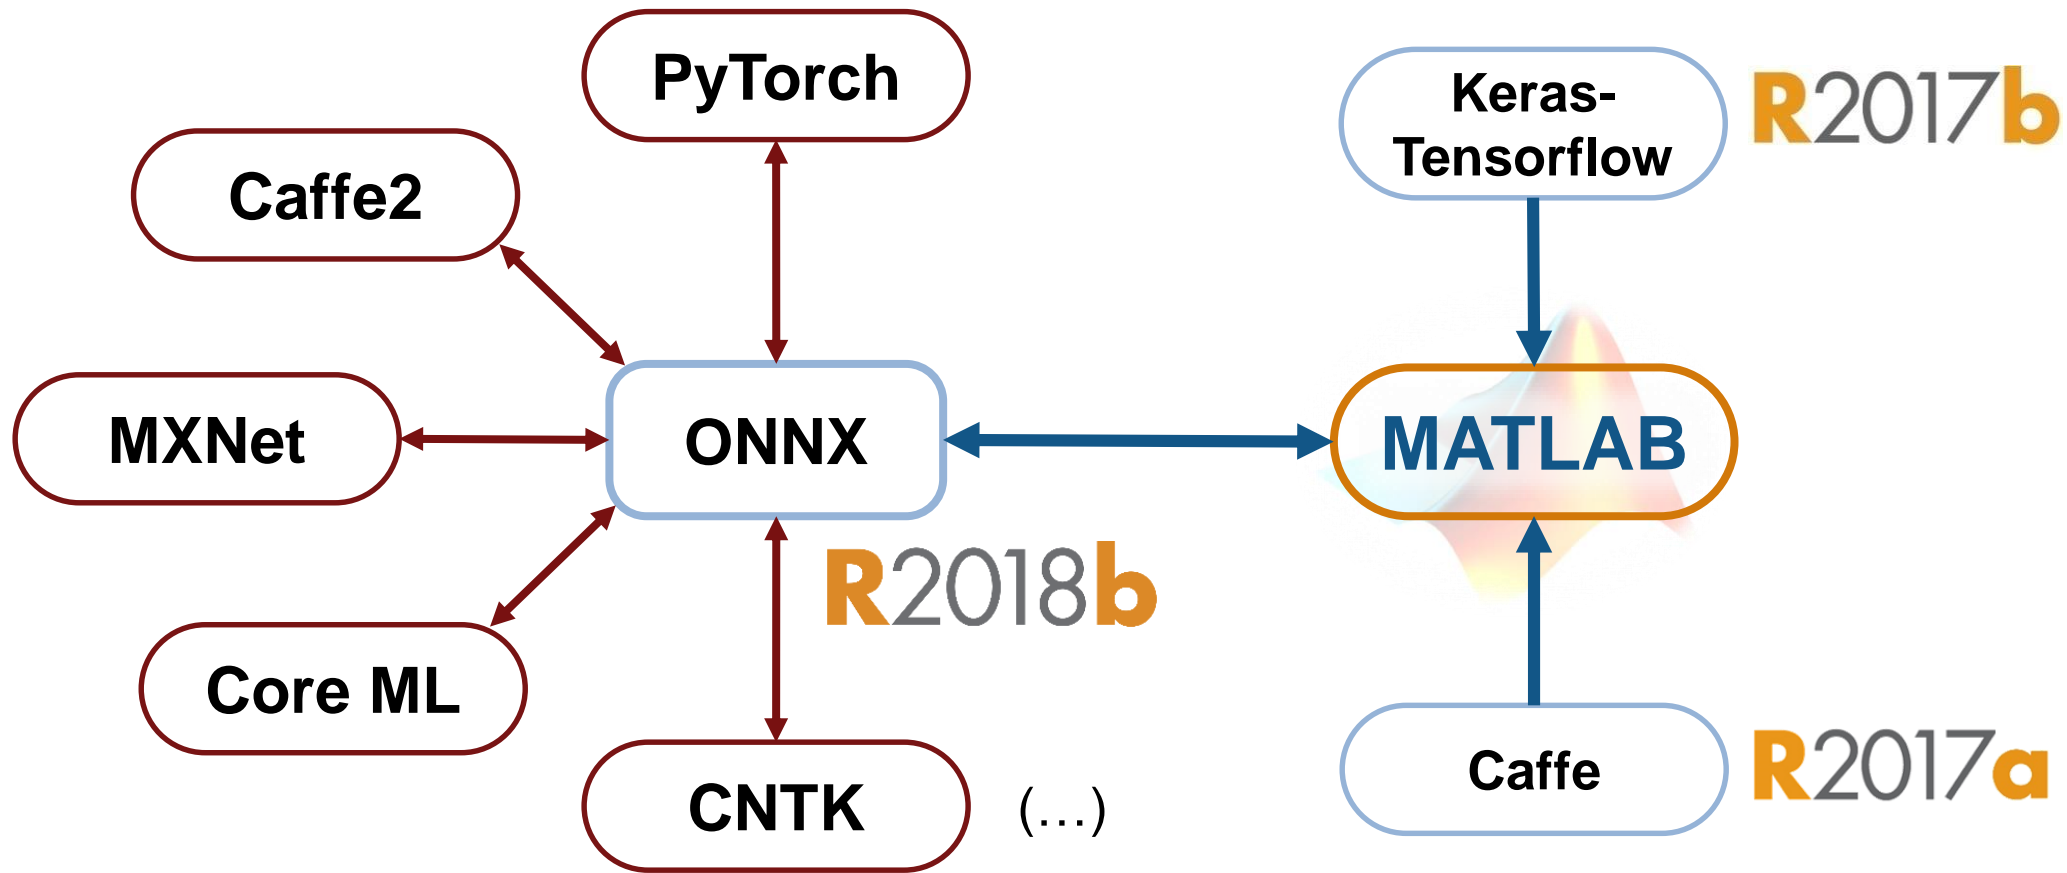 PyTorch
Keras-
Tensorflow
R2017b
Caffe2
MXNet
ONNX
MATLAB
R2018b
Core ML
CNTK
(...)
Caffe
R2017a